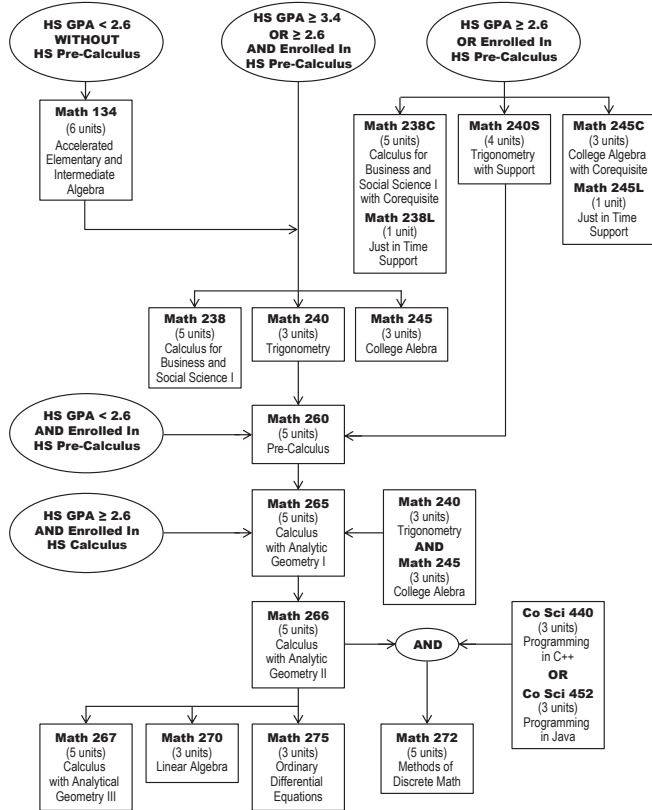 HS GPA < 2.6
WITHOUT
HS Pre-Calculus
HS GPA ≥ 3.4
OR ≥ 2.6
AND Enrolled In
HS Pre-Calculus
HS GPA ≥ 2.6
OR Enrolled In
HS Pre-Calculus
Math 134
(6 units)
Accelerated
Elementary and
Intermediate
Algebra
Math 238C
(5 units)
Calculus for
Business and
Social Science I
with Corequisite
Math 238L
(1 unit)
Just in Time
Support
Math 240S
(4 units)
Trigonometry
with Support
Math 245C
(3 units)
College Algebra
with Corequisite
Math 245L
(1 unit)
Just in Time
Support
Math 238
(5 units)
Calculus for
Business and
Social Science I
Math 240
(3 units)
Trigonometry
Math 245
(3 units)
College Alebra
HS GPA < 2.6
AND Enrolled In
HS Pre-Calculus
Math 260
(5 units)
Pre-Calculus
HS GPA ≥ 2.6
AND Enrolled In
HS Calculus
Math 265
(5 units)
Calculus
with Analytic
Geometry I
Math 240
(3 units)
Trigonometry
AND
Math 245
(3 units)
College Alebra
Math 266
(5 units)
Calculus
with Analytic
Geometry II
AND
Co Sci 440
(3 units)
Programming
in C++
OR
Co Sci 452
(3 units)
Programming
in Java
Math 267
(5 units)
Calculus
with Analytical
Geometry III
Math 270
(3 units)
Linear Algebra
Math 275
(3 units)
Ordinary
Differential
Equations
Math 272
(5 units)
Methods of
Discrete Math